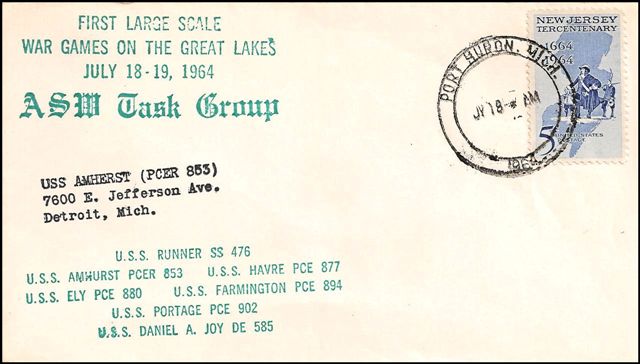 FIRST LARGE SCALE
WAR GAMES ON THE GREAT LAKES
JULY 18-19, 1964
ASW Task Group
NEW JERSEY
TERCENTENARY
1664
1964
5
UNITED STATES
POSTAGE
PORT HURON, MICH.
JY 18 AM
1964
USS AMHERST (PCER 853)
7600 E. Jefferson Ave.
Detroit, Mich.
U.S.S. RUNNER SS 476
U.S.S. AMHURST PCER 853 U.S.S. HAVRE PCE 877
U.S.S. ELY PCE 880 U.S.S. FARMINGTON PCE 894
U.S.S. PORTAGE PCE 902
U.S.S. DANIEL A. JOY DE 585